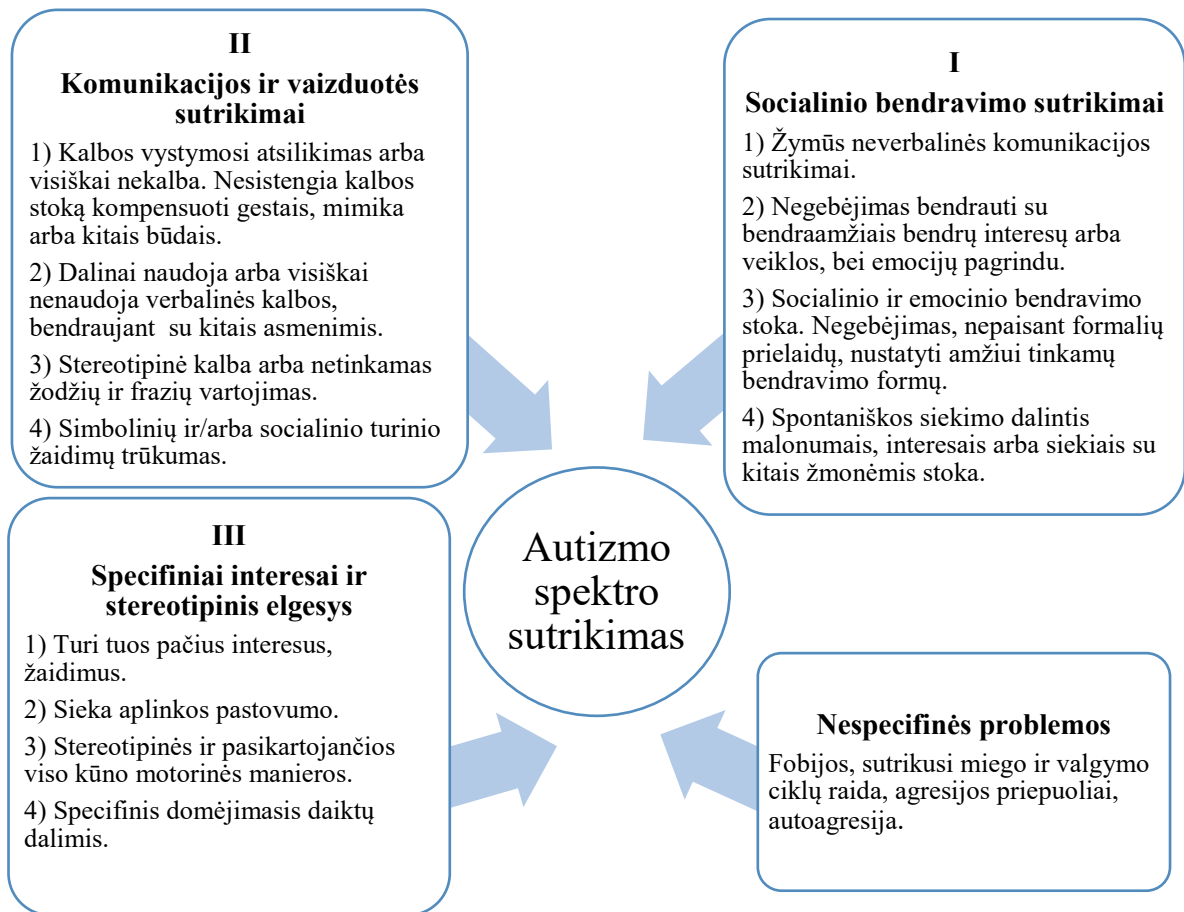 II
Komunikacijos ir vaizduotės
sutrikimai
1) Kalbos vystymosi atsilikimas arba
visiškai nekalba. Nesistengia kalbos
stoką kompensuoti gestais, mimika
arba kitais būdais.
2) Dalinai naudoja arba visiškai
nenaudoja verbalinės kalbos,
bendraujant su kitais asmenimis.
3) Stereotipinė kalba arba netinkamas
žodžių ir frazių vartojimas.
4) Simbolinių ir/arba socialinio turinio
žaidimų trūkumas.
I
Socialinio bendravimo sutrikimai
1) Žymūs neverbalinės komunikacijos
sutrikimai.
2) Negebėjimas bendrauti su
bendraamžiais bendrų interesų arba
veiklos, bei emocijų pagrindu.
3) Socialinio ir emocinio bendravimo
stoka. Negebėjimas, nepaisant formalių
prielaidų, nustatyti amžiui tinkamų
bendravimo formų.
4) Spontaniškos siekimo dalintis
malonumais, interesais arba siekiais su
kitais žmonėmis stoka.
III
Specifiniai interesai ir
stereotipinis elgesys
1) Turi tuos pačius interesus,
žaidimus.
2) Sieka aplinkos pastovumo.
3) Stereotipinės ir pasikartojančios
viso kūno motorinės manieros.
4) Specifinis domėjimasis daiktų
dalimis.
Autizmo
spektro
sutrikimas
Nespecifinės problemos
Fobijos, sutrikusi miego ir valgymo
ciklų raida, agresijos priepuoliai,
autoagresija.